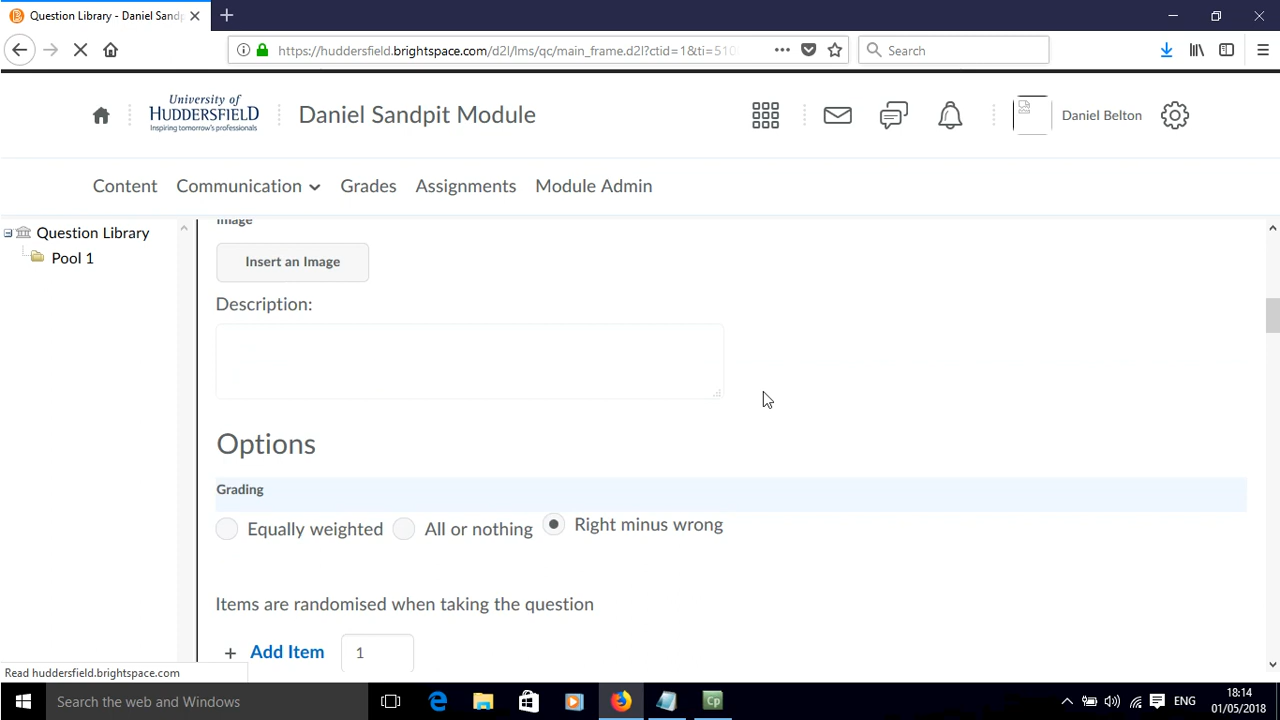 Question Library - Daniel Sandp
https://huddersfield.brightspace.com/d2l/lms/qc/main_frame.d2l?ctid=1&ti=510
Search
University of
HUDDERSFIELD
Inspiring tomorrow's professionals
Daniel Sandpit Module
Daniel Belton
Content
Communication
Grades
Assignments
Module Admin
Question Library
Pool 1
Image
Insert an Image
Description:
Options
Grading
Equally weighted
All or nothing
Right minus wrong
Items are randomised when taking the question
+ Add Item
1
Read huddersfield.brightspace.com
Search the web and Windows
Cp
ENG
18:14
01/05/2018